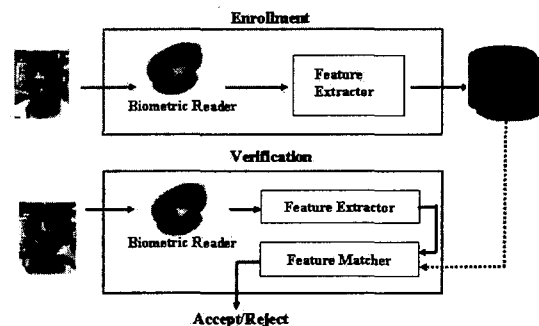 Enrollment
Feature
Extractor
Biometric Reader
Verification
Feature Extractor
Biometric Reader
Feature Matcher
Accept/Reject